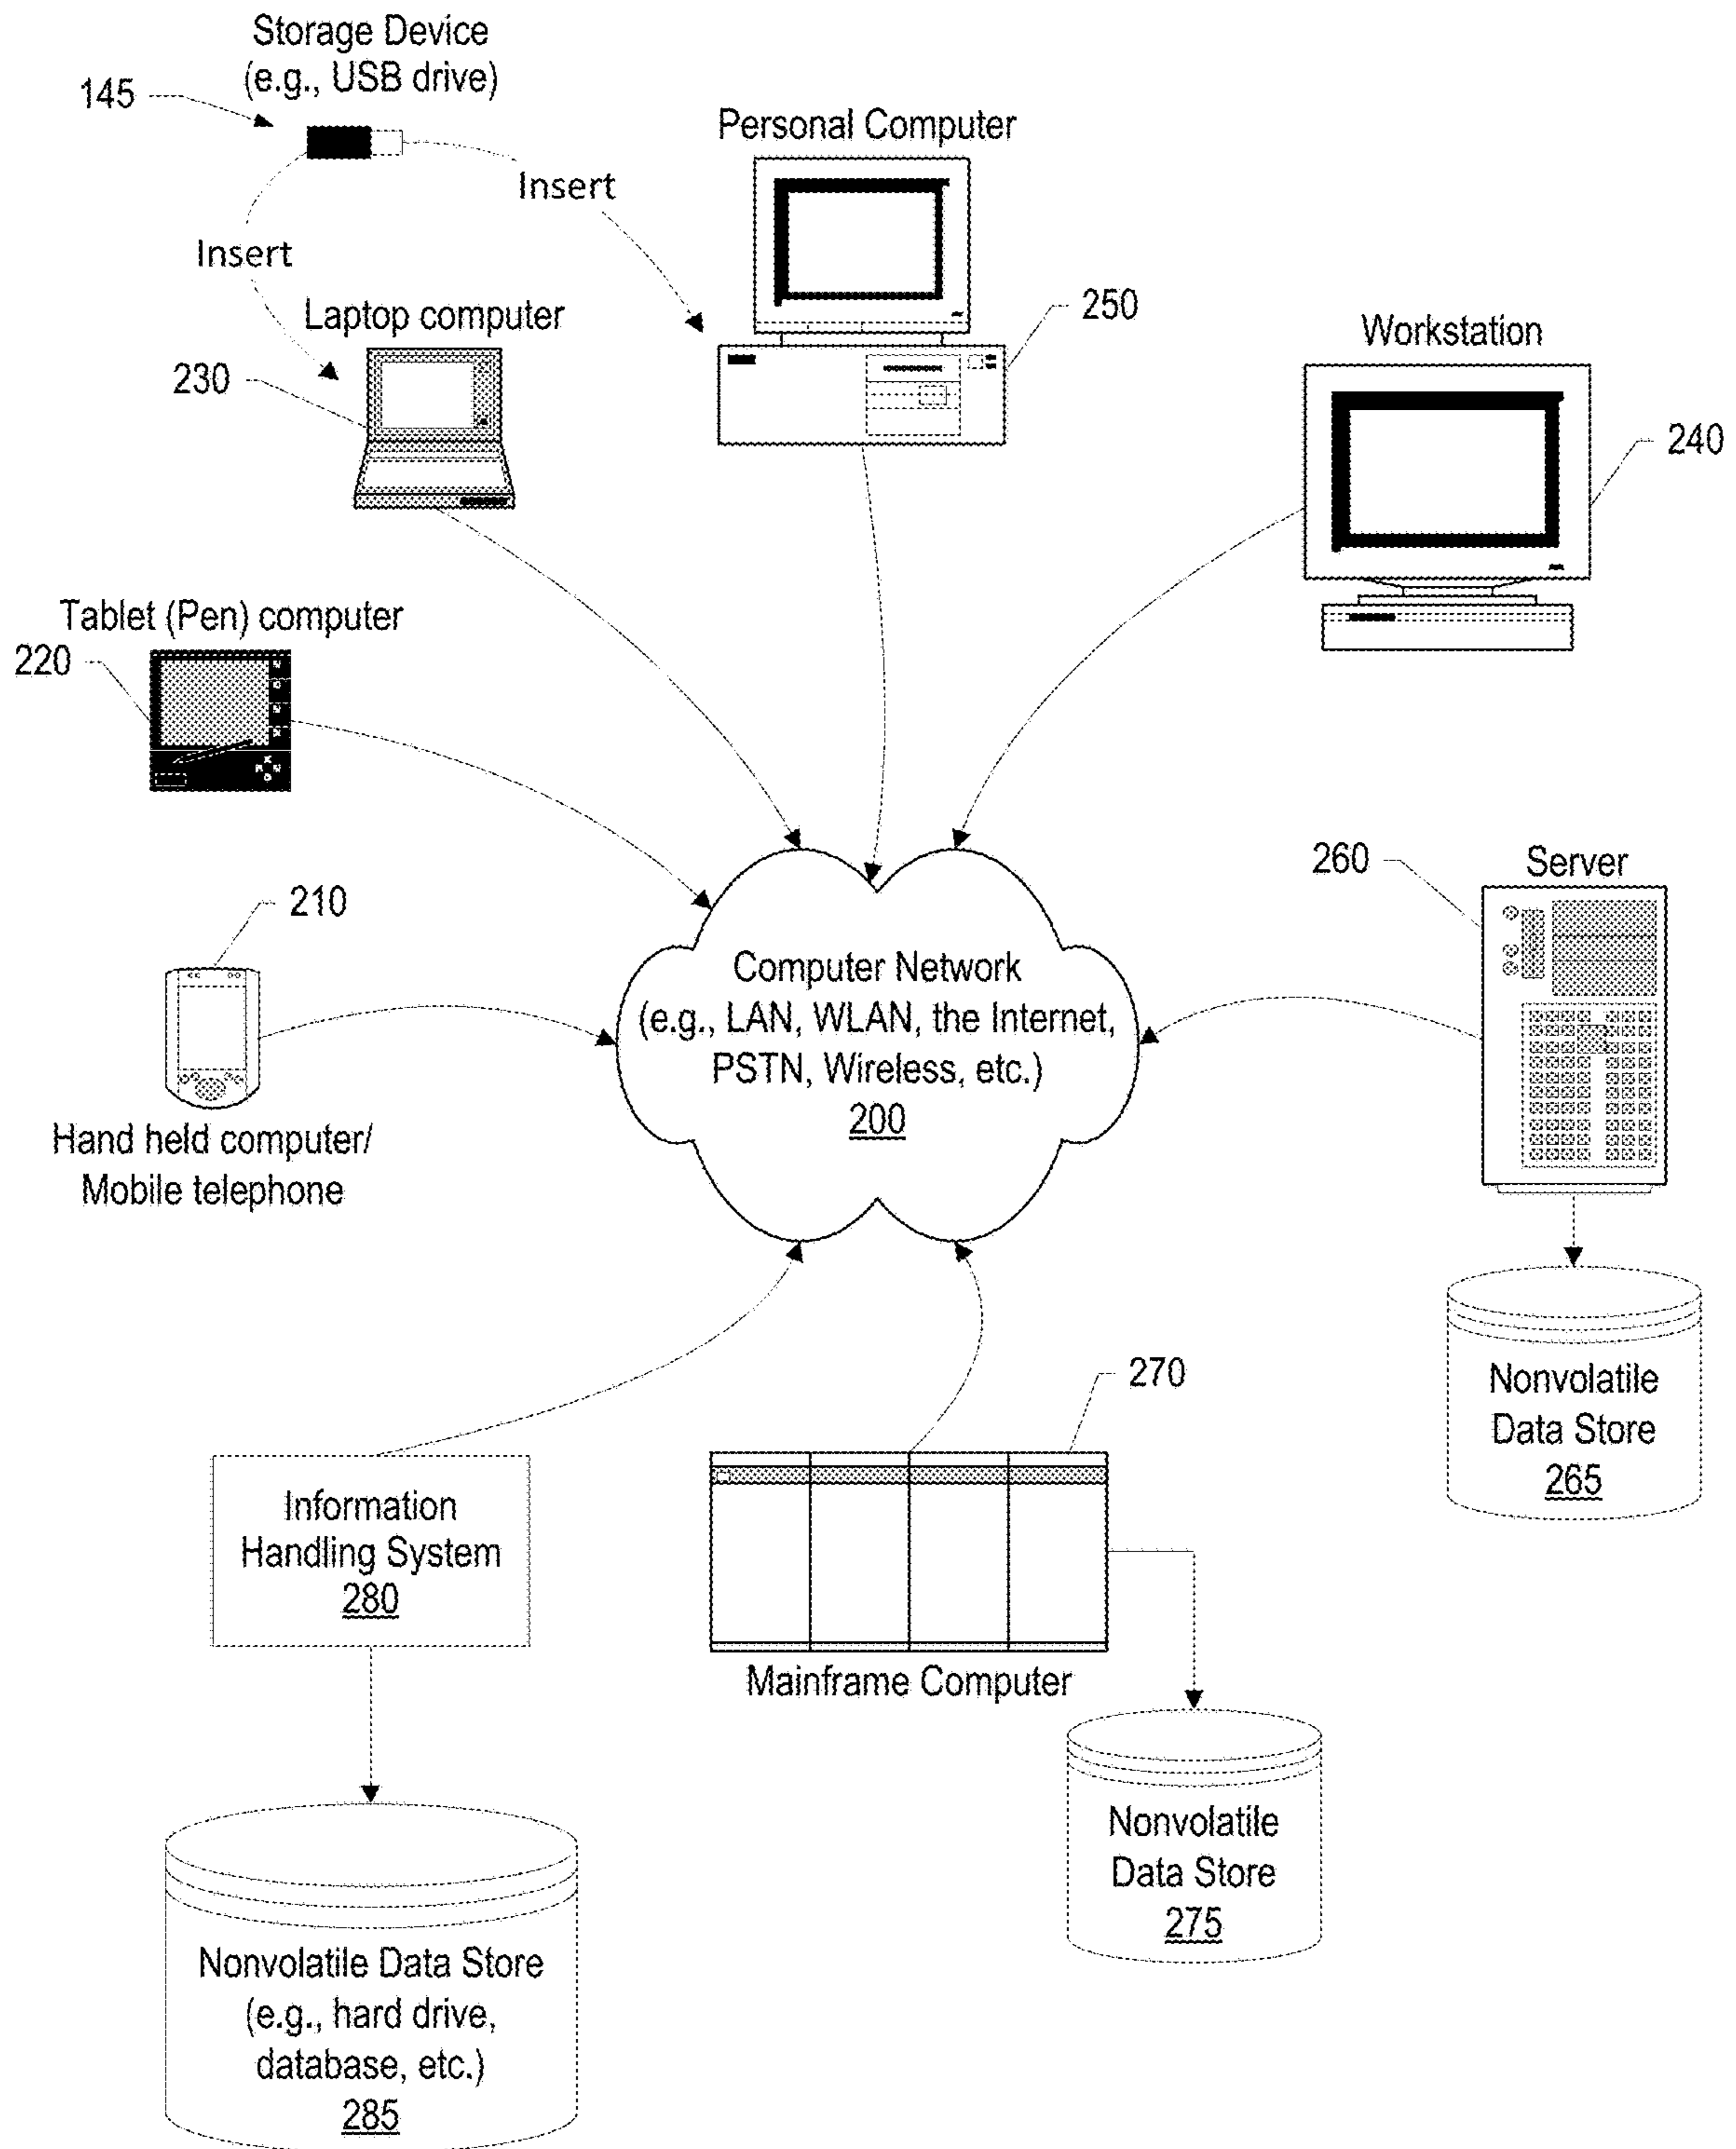 Storage Device
(e.g., USB drive)
145
Insert
Insert
Personal Computer
250
Laptop computer
230
Workstation
240
Tablet (Pen) computer
220
210
Hand held computer/
Mobile telephone
Computer Network
(e.g., LAN, WLAN, the Internet,
PSTN, Wireless, etc.)
200
260
Server
Nonvolatile
Data Store
265
Information
Handling System
280
270
Mainframe Computer
Nonvolatile
Data Store
275
Nonvolatile Data Store
(e.g., hard drive,
database, etc.)
285